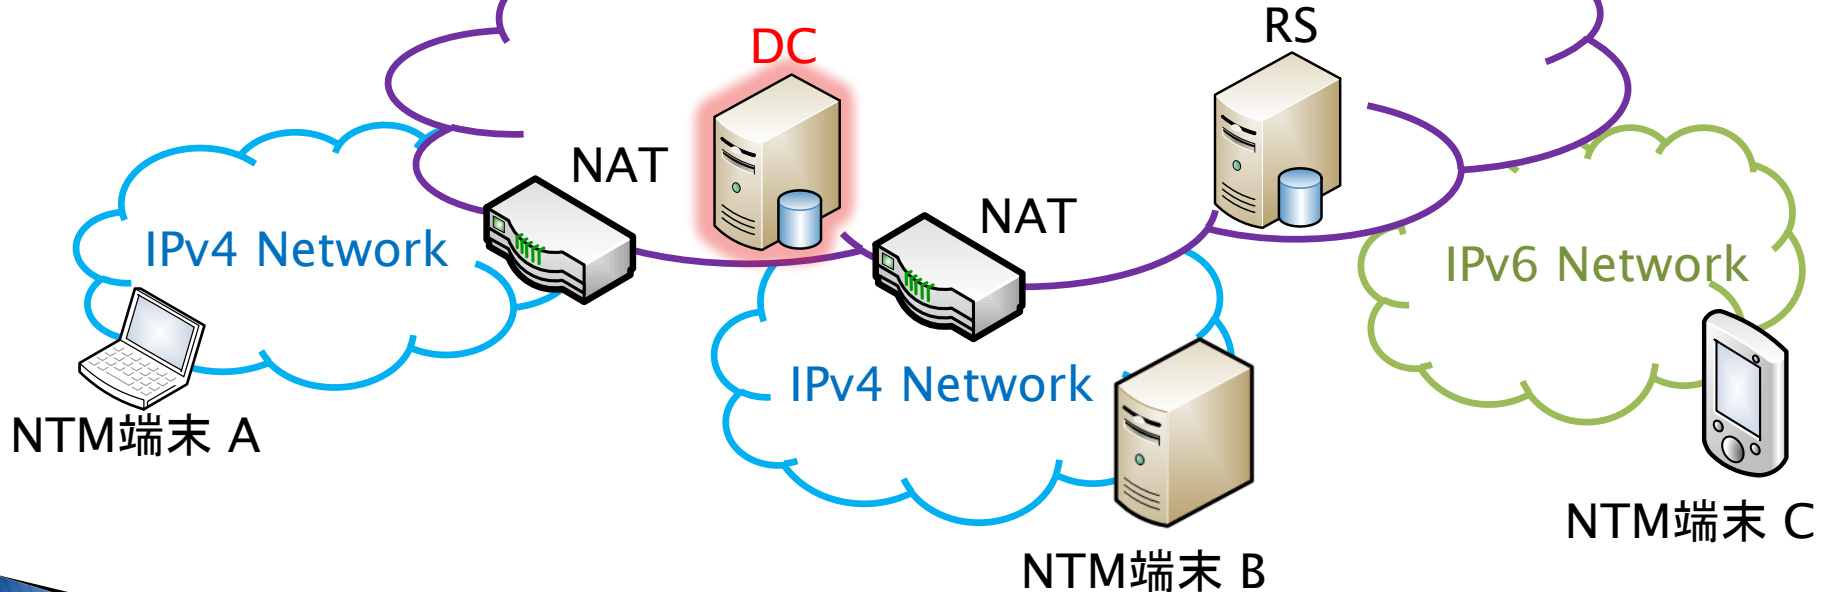 RS
DC
NAT
NAT
IPv4 Network
IPv6 Network
IPv4 Network
NTM端末 A
NTM端末 C
NTM端末 B